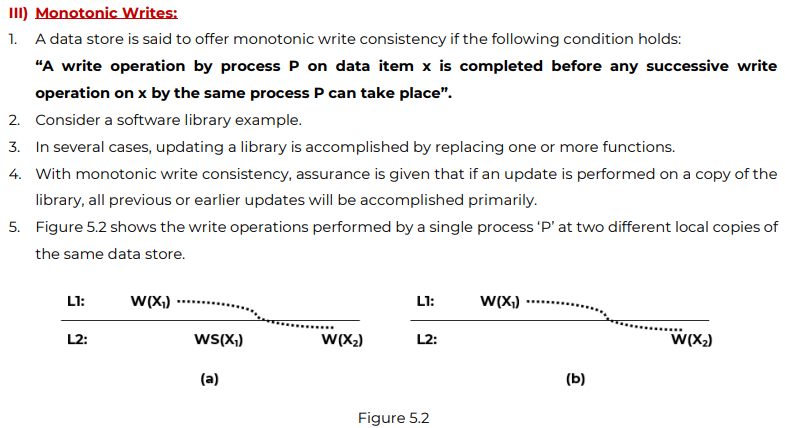 III) Monotonic Writes:
1. A data store is said to offer monotonic write consistency if the following condition holds:
“A write operation by process P on data item x is completed before any successive write
operation on x by the same process P can take place”.
2. Consider a software library example.
3. In several cases, updating a library is accomplished by replacing one or more functions.
4. With monotonic write consistency, assurance is given that if an update is performed on a copy of the
library, all previous or earlier updates will be accomplished primarily.
5. Figure 5.2 shows the write operations performed by a single process ‘P’ at two different local copies of
the same data store.
L1: W(X₁) L1: W(X₁)
L2: WS(X₁) W(X₂) L2: W(X₂)
(a) (b)
Figure 5.2